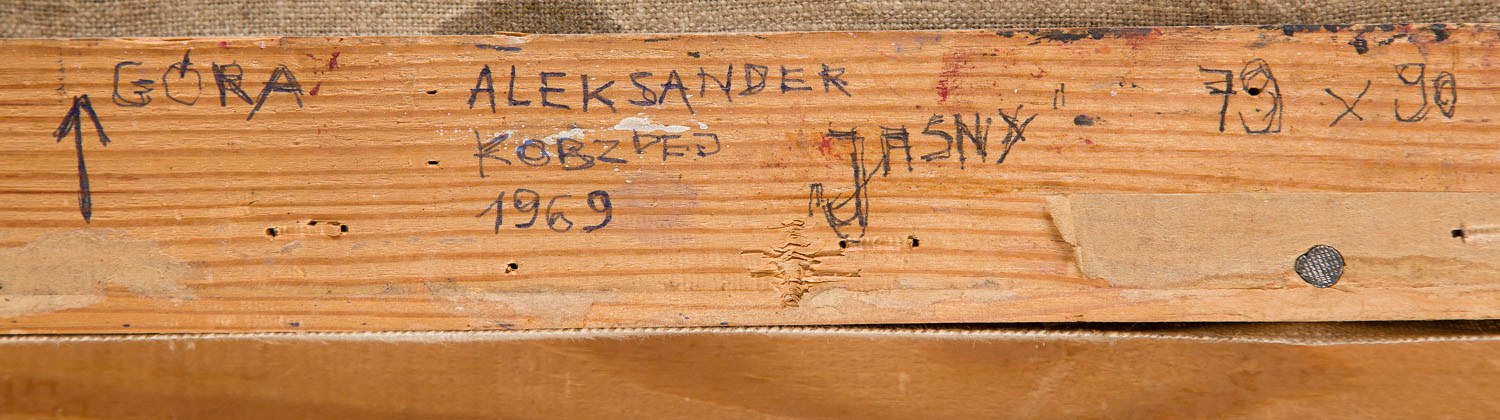 GÓRA
ALEKSANDER
KOBZDEJ
1969
"JASNY"
79 x 90